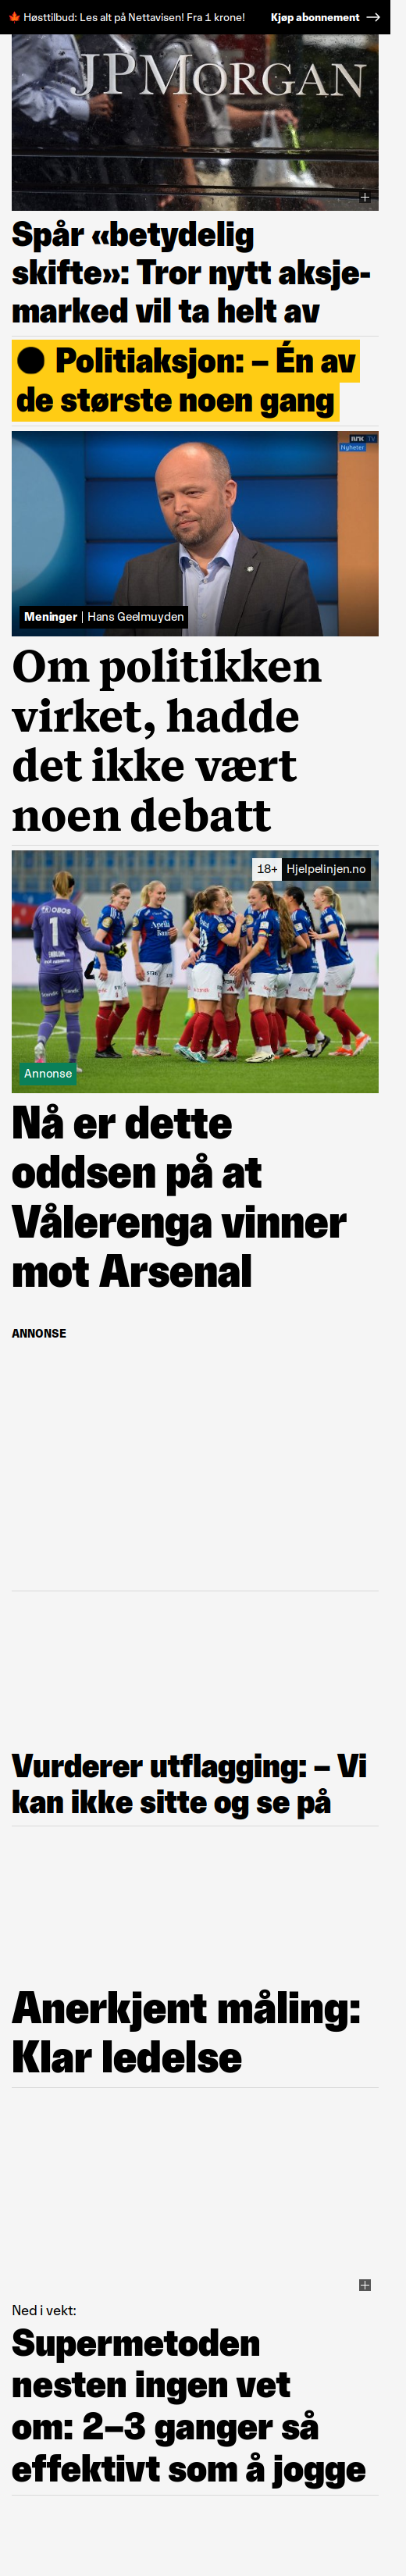 🍁 Høsttilbud: Les alt på Nettavisen! Fra 1 krone!
Kjøp abonnement →
JPMORGAN
Spår «betydelig
skifte»: Tror nytt aksje-
marked vil ta helt av
Politiaksjon: – Én av
de største noen gang
NRK TV
Nyheter
Meninger | Hans Geelmuyden
Om politikken
virket, hadde
det ikke vært
noen debatt
18+ Hjelpelinjen.no
OBOS
1
Annonse
Nå er dette
oddsen på at
Vålerenga vinner
mot Arsenal
ANNONSE
Vurderer utflagging: – Vi
kan ikke sitte og se på
Anerkjent måling:
Klar ledelse
Ned i vekt:
Supermetoden
nesten ingen vet
om: 2–3 ganger så
effektivt som å jogge